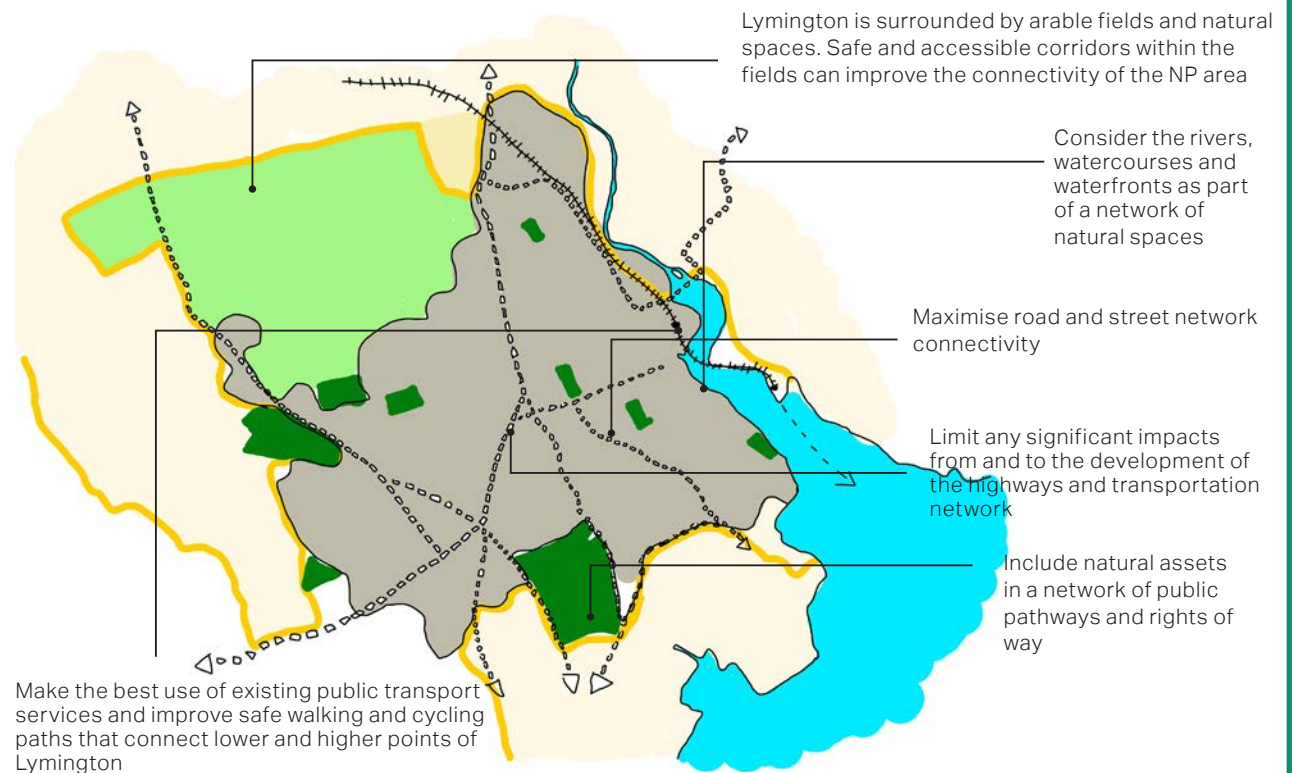 Lymington is surrounded by arable fields and natural
spaces. Safe and accessible corridors within the
fields can improve the connectivity of the NP area
Consider the rivers,
watercourses and
waterfronts as part
of a network of
natural spaces
Maximise road and street network
connectivity
Limit any significant impacts
from and to the development of
the highways and transportation
network
Include natural assets
in a network of public
pathways and rights of
way
Make the best use of existing public transport
services and improve safe walking and cycling
paths that connect lower and higher points of
Lymington